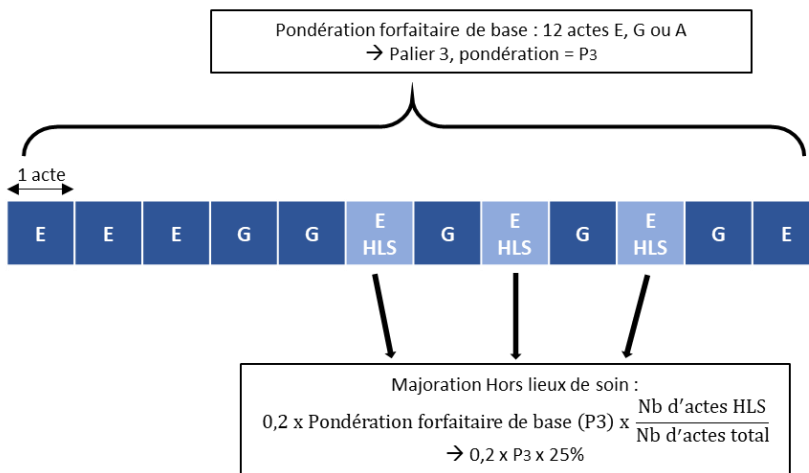 Pondération forfaitaire de base : 12 actes E, G ou A
→ Palier 3, pondération = P3
1 acte
E E E G G E HLS G E HLS G E HLS G E
Majoration Hors lieux de soin :
0,2 x Pondération forfaitaire de base (P3) x Nb d'actes HLS / Nb d'actes total
→ 0,2 x P3 x 25%